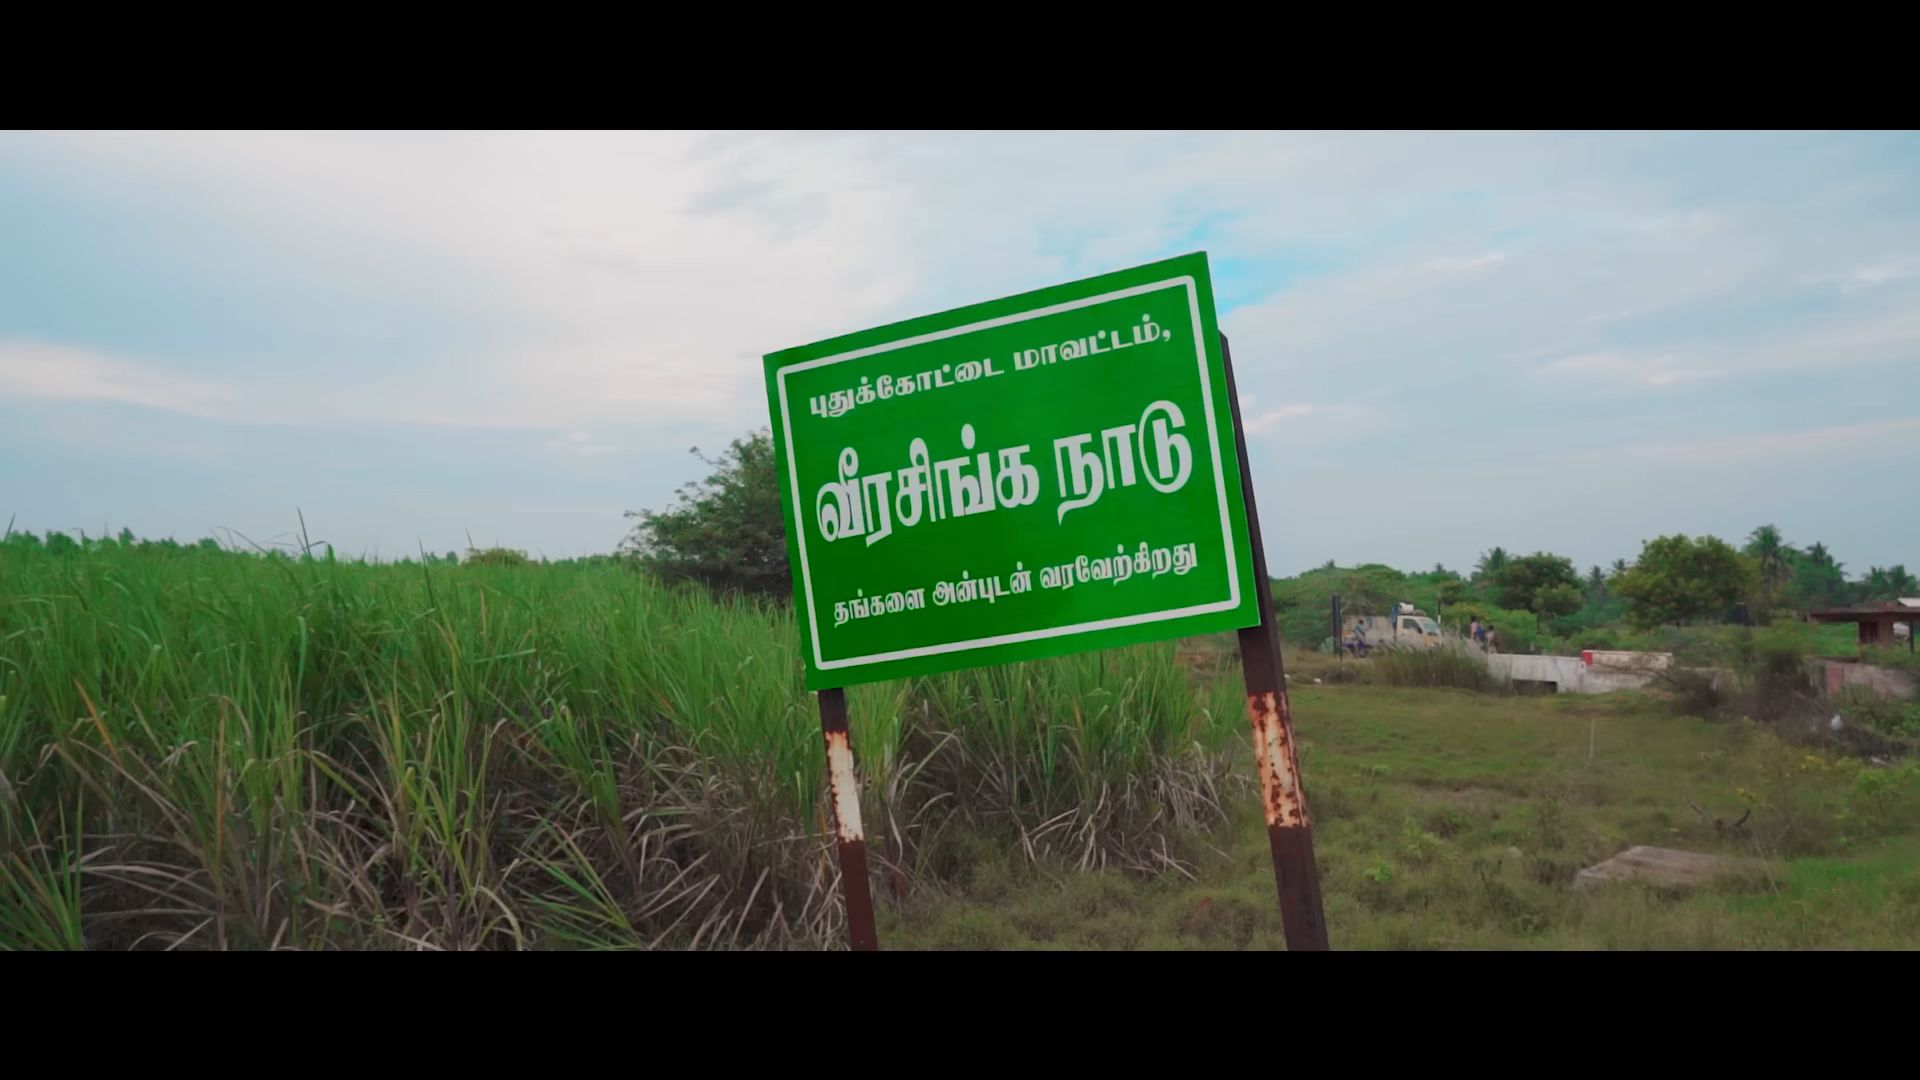 புதுக்கோட்டை மாவட்டம்,
வீரசிங்க நாடு
தங்களை அன்புடன் வரவேற்கிறது